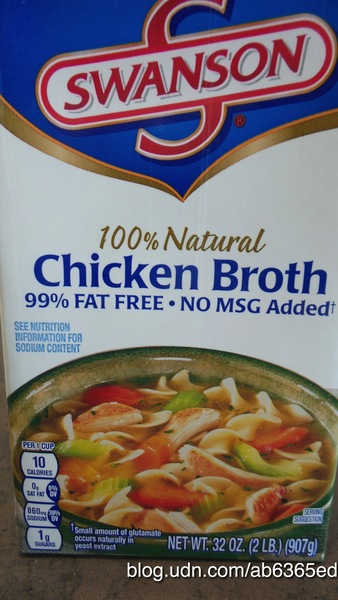 SWANSON
S
®
100% Natural
Chicken Broth
99% FAT FREE • NO MSG Added†
SEE NUTRITION
INFORMATION FOR
SODIUM CONTENT
PER 1 CUP
10
CALORIES
0g
SAT FAT
0%
DV
860mg
SODIUM
36%
DV
1g
SUGARS
†Small amount of glutamate
occurs naturally in
yeast extract
SERVING
SUGGESTION
NET WT. 32 OZ. (2 LB.) (907g)
blog.udn.com/ab6365ed